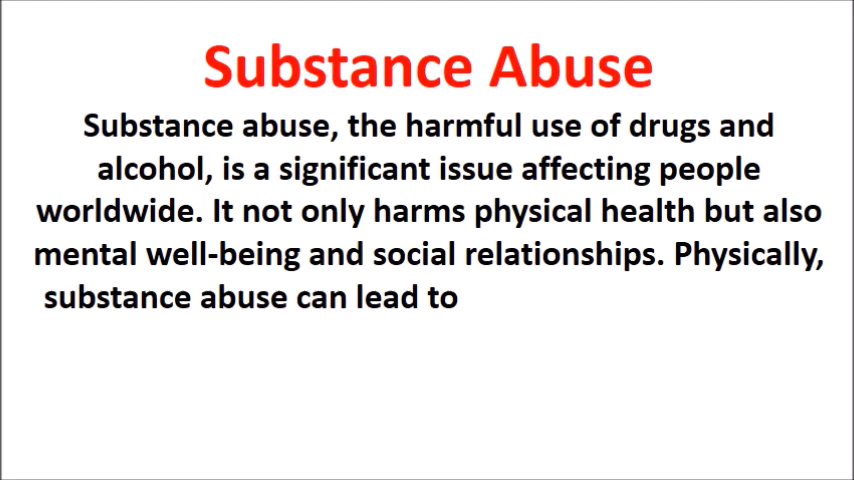 Substance Abuse
Substance abuse, the harmful use of drugs and
alcohol, is a significant issue affecting people
worldwide. It not only harms physical health but also
mental well-being and social relationships. Physically,
substance abuse can lead to